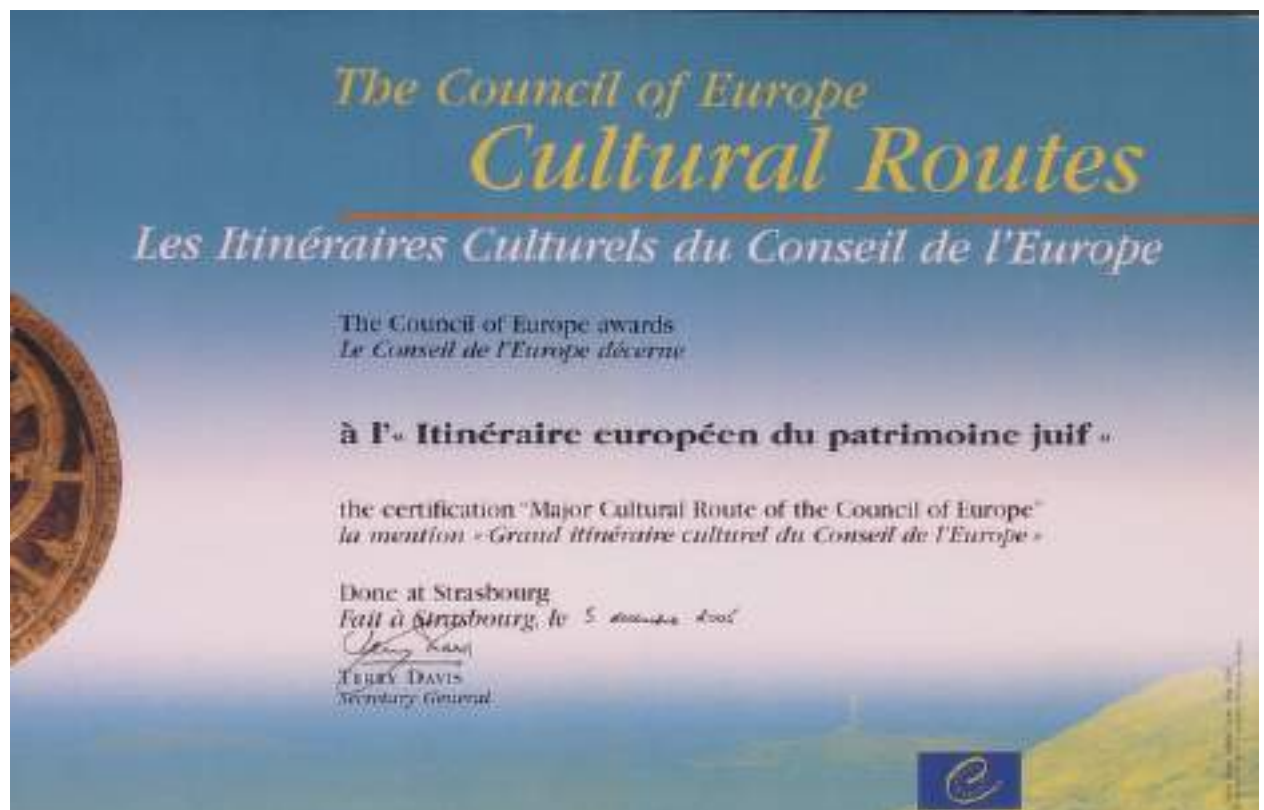 The Council of Europe
Cultural Routes
Les Itinéraires Culturels du Conseil de l'Europe
The Council of Europe awards
Le Conseil de l'Europe décerne
à l'« Itinéraire européen du patrimoine juif »
the certification "Major Cultural Route of the Council of Europe"
la mention « Grand itinéraire culturel du Conseil de l'Europe »
Done at Strasbourg
Fait à Strasbourg, le 5
TERRY DAVIS
Secretary General